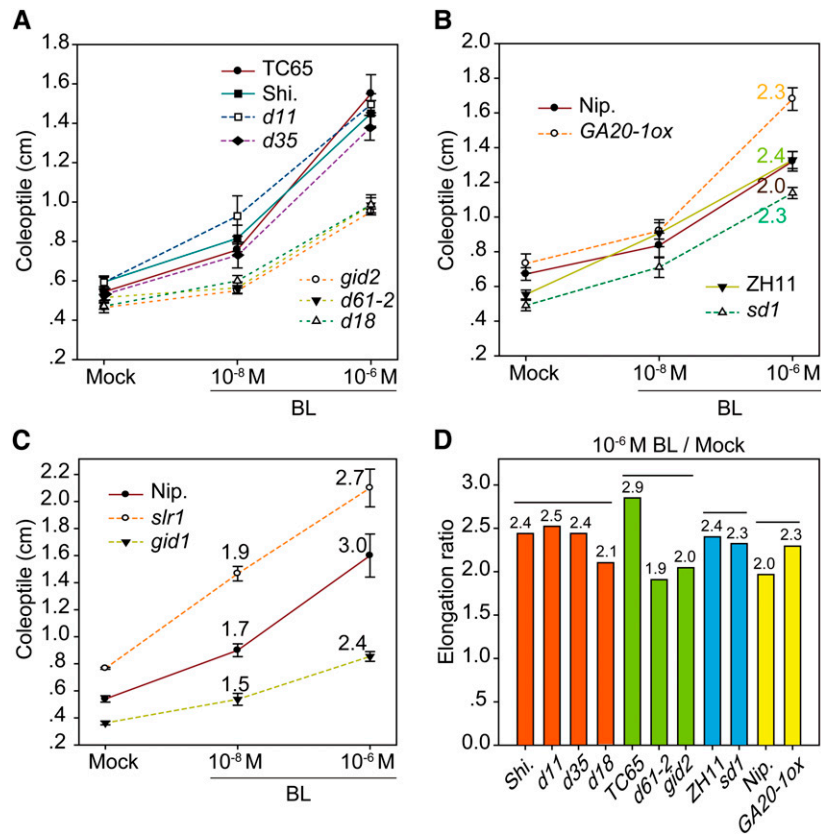 A
Coleoptile (cm)
1.8
1.6
1.4
1.2
1.0
.8
.6
.4
.2
TC65
Shi.
d11
d35
gid2
d61-2
d18
Mock
10⁻⁸ M
10⁻⁶ M
BL
B
Coleoptile (cm)
2.0
1.8
1.6
1.4
1.2
1.0
.8
.6
.4
.2
Nip.
GA20-1ox
2.3
2.4
2.0
2.3
ZH11
sd1
Mock
10⁻⁸ M
10⁻⁶ M
BL
C
Coleoptile (cm)
2.2
2.0
1.8
1.6
1.4
1.2
1.0
.8
.6
.4
.2
Nip.
slr1
gid1
2.7
1.9
3.0
1.7
2.4
1.5
Mock
10⁻⁸ M
10⁻⁶ M
BL
D
10⁻⁶ M BL / Mock
Elongation ratio
3.0
2.5
2.0
1.5
1.0
.5
0.0
2.4
2.5
2.4
2.1
2.9
1.9
2.0
2.4
2.3
2.0
2.3
Shi.
d11
d35
d18
TC65
d61-2
gid2
ZH11
sd1
Nip.
GA20-1ox